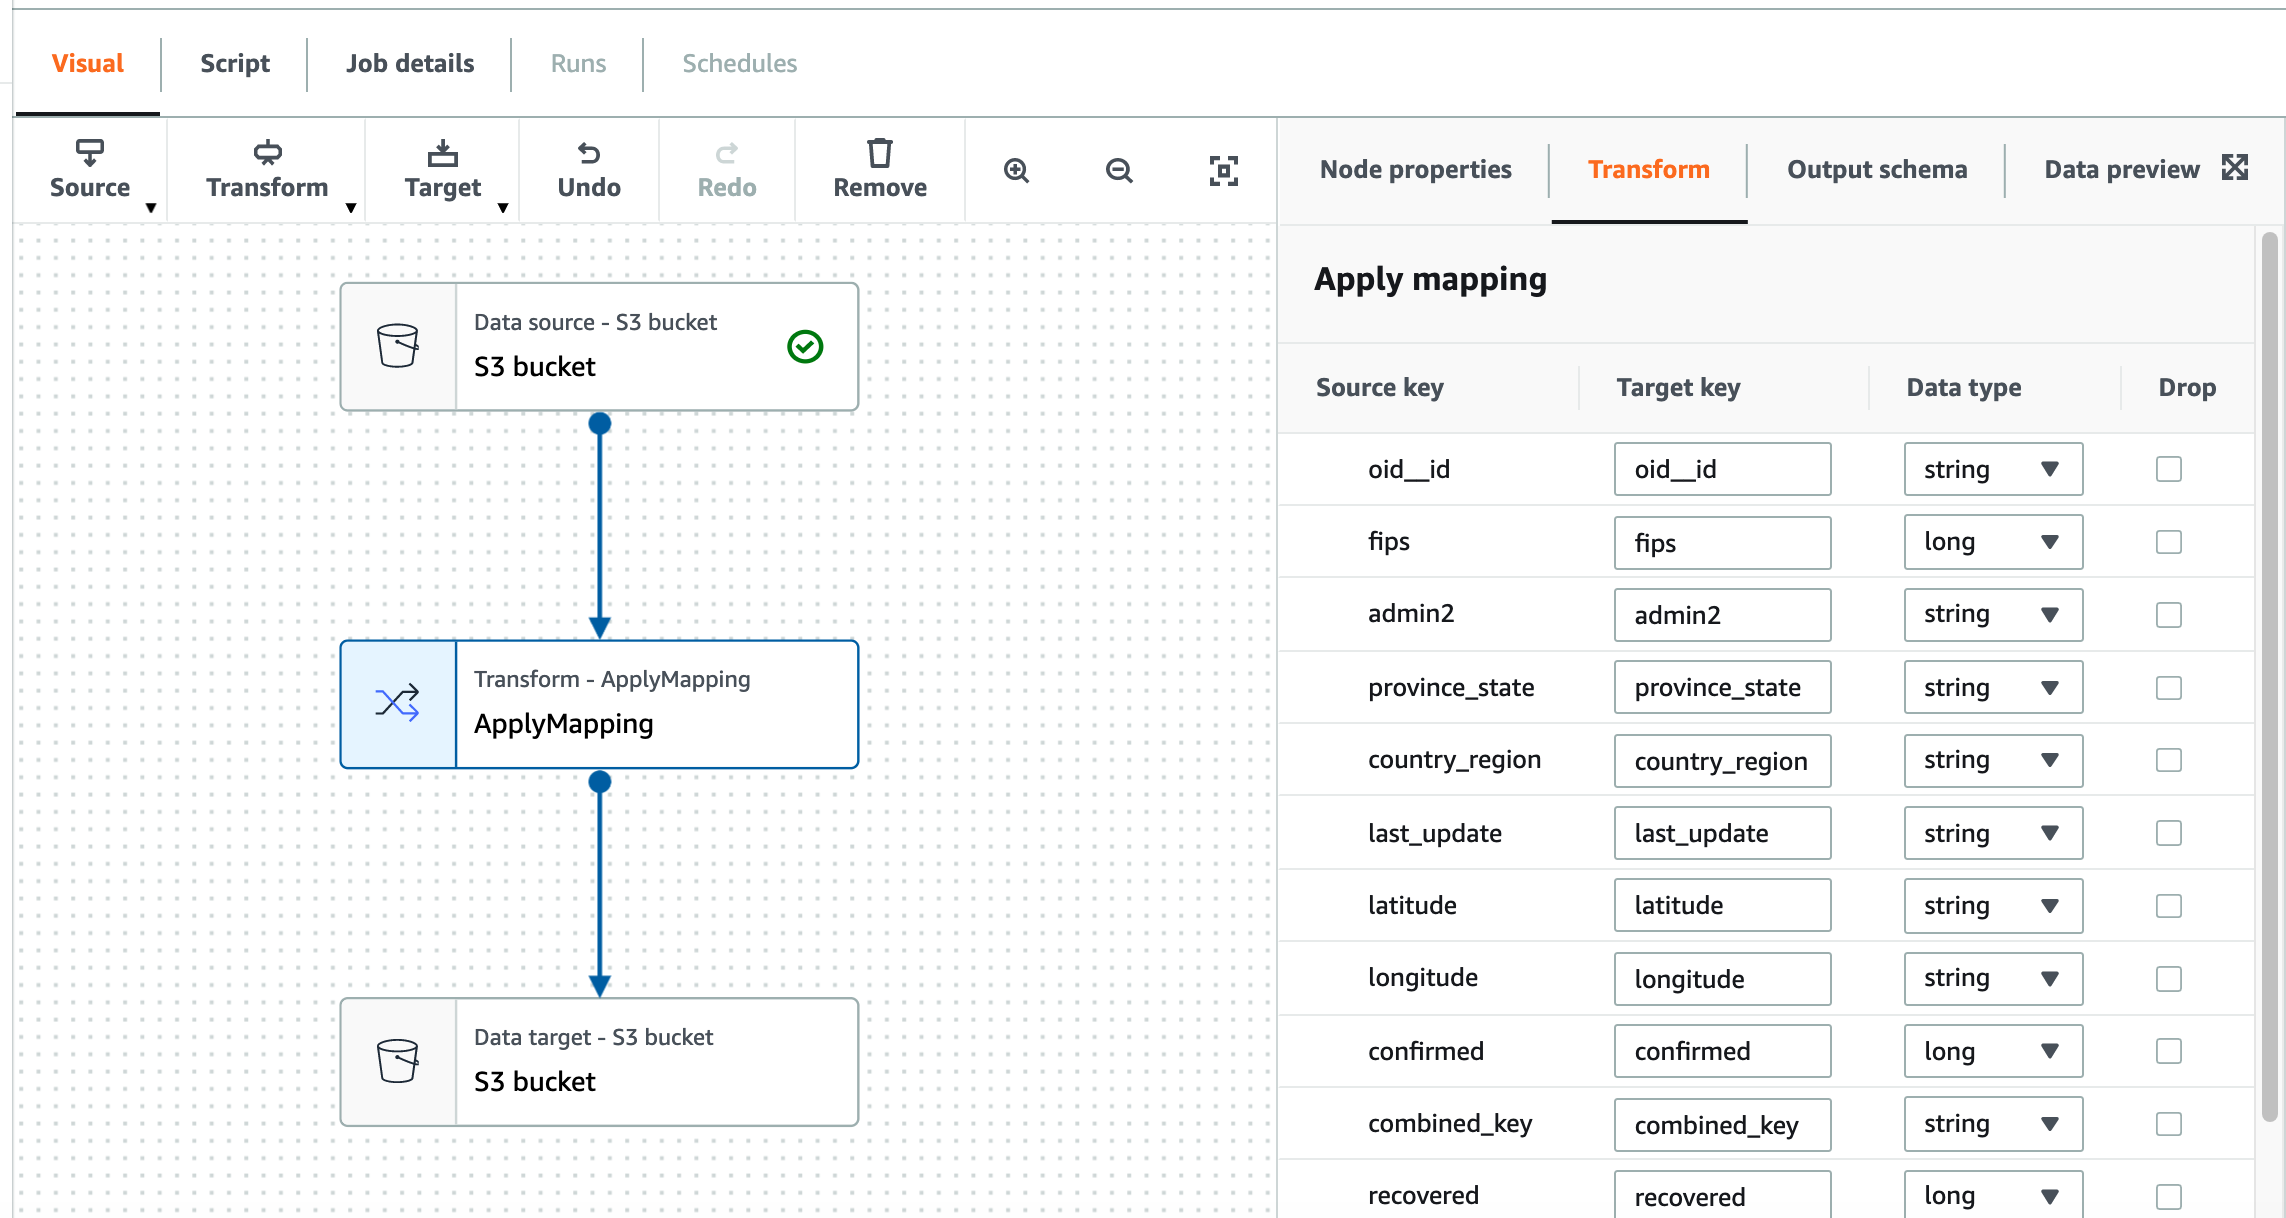 Visual Script Job details Runs Schedules
Source Transform Target Undo Redo Remove
Node properties Transform Output schema Data preview
Data source - S3 bucket
S3 bucket
Transform - ApplyMapping
ApplyMapping
Data target - S3 bucket
S3 bucket
Apply mapping
Source key Target key Data type Drop
oid__id oid__id string
fips fips long
admin2 admin2 string
province_state province_state string
country_region country_region string
last_update last_update string
latitude latitude string
longitude longitude string
confirmed confirmed long
combined_key combined_key string
recovered recovered long